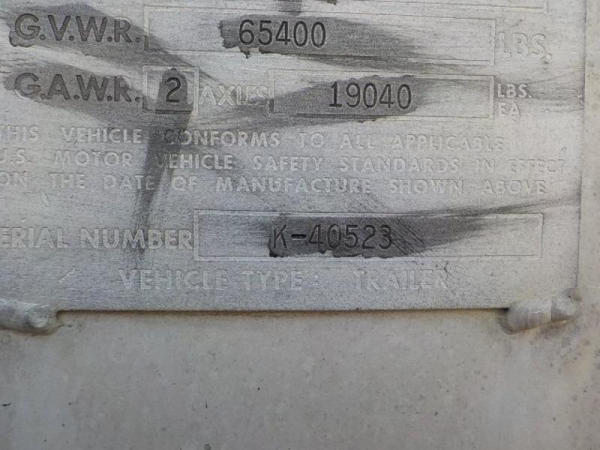 G.V.W.R. 65400 LBS.
G.A.W.R. 2 AXLES 19040 LBS. EA
THIS VEHICLE CONFORMS TO ALL APPLICABLE
U.S. MOTOR VEHICLE SAFETY STANDARDS IN EFFECT
ON THE DATE OF MANUFACTURE SHOWN ABOVE
SERIAL NUMBER K-40523
VEHICLE TYPE: TRAILER